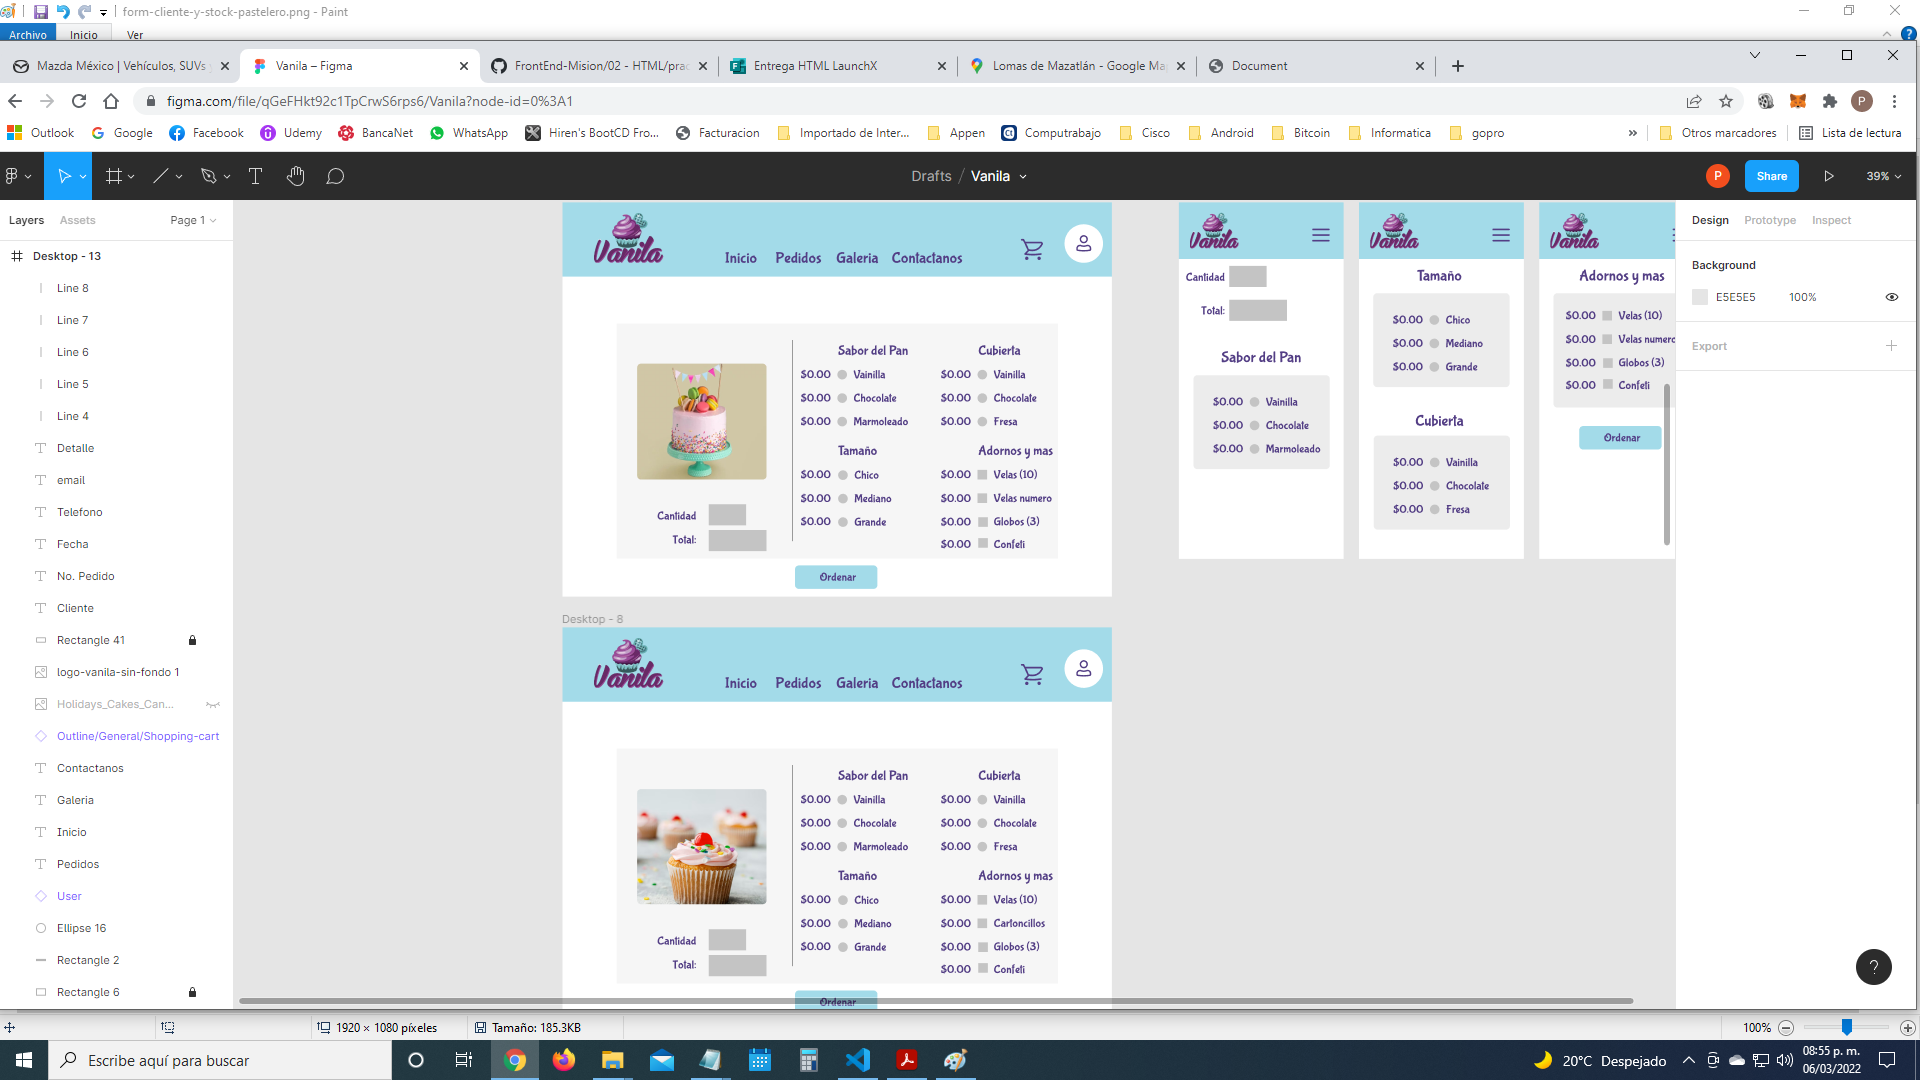 form-cliente-y-stock-pastelero.png - Paint
Archivo Inicio Ver
Mazda México | Vehículos, SUVs
Vanila – Figma
FrontEnd-Mision/02 - HTML/prac
Entrega HTML LaunchX
Lomas de Mazatlán - Google Ma
Document
figma.com/file/qGeFHkt92c1TpCrwS6rps6/Vanila?node-id=0%3A1
P
Outlook Google Facebook Udemy BancaNet WhatsApp Hiren's BootCD Fro... Facturacion Importado de Inter... Appen Computrabajo Cisco Android Bitcoin Informatica gopro » Otros marcadores Lista de lectura
Drafts / Vanila
P Share 39%
Layers Assets Page 1
Desktop - 13
Line 8
Line 7
Line 6
Line 5
Line 4
Detalle
email
Telefono
Fecha
No. Pedido
Cliente
Rectangle 41
logo-vanila-sin-fondo 1
Holidays_Cakes_Can...
Outline/General/Shopping-cart
Contactanos
Galeria
Inicio
Pedidos
User
Ellipse 16
Rectangle 2
Rectangle 6
Vanila
Inicio Pedidos Galeria Contactanos
Sabor del Pan
$0.00 Vainilla
$0.00 Chocolate
$0.00 Marmoleado
Tamaño
$0.00 Chico
$0.00 Mediano
$0.00 Grande
Cubierta
$0.00 Vainilla
$0.00 Chocolate
$0.00 Fresa
Adornos y mas
$0.00 Velas (10)
$0.00 Velas numero
$0.00 Globos (3)
$0.00 Confeti
Cantidad
Total:
Ordenar
Desktop - 8
Vanila
Inicio Pedidos Galeria Contactanos
Sabor del Pan
$0.00 Vainilla
$0.00 Chocolate
$0.00 Marmoleado
Tamaño
$0.00 Chico
$0.00 Mediano
$0.00 Grande
Cubierta
$0.00 Vainilla
$0.00 Chocolate
$0.00 Fresa
Adornos y mas
$0.00 Velas (10)
$0.00 Cartoncillos
$0.00 Globos (3)
$0.00 Confeti
Cantidad
Total:
Ordenar
Vanila
Cantidad
Total:
Sabor del Pan
$0.00 Vainilla
$0.00 Chocolate
$0.00 Marmoleado
Vanila
Tamaño
$0.00 Chico
$0.00 Mediano
$0.00 Grande
Cubierta
$0.00 Vainilla
$0.00 Chocolate
$0.00 Fresa
Vanila
Adornos y mas
$0.00 Velas (10)
$0.00 Velas numero
$0.00 Globos (3)
$0.00 Confeti
Ordenar
Design Prototype Inspect
Background
E5E5E5 100%
Export
?
1920 × 1080 píxeles
Tamaño: 185.3KB
100%
Escribe aquí para buscar
20°C Despejado
08:55 p. m.
06/03/2022